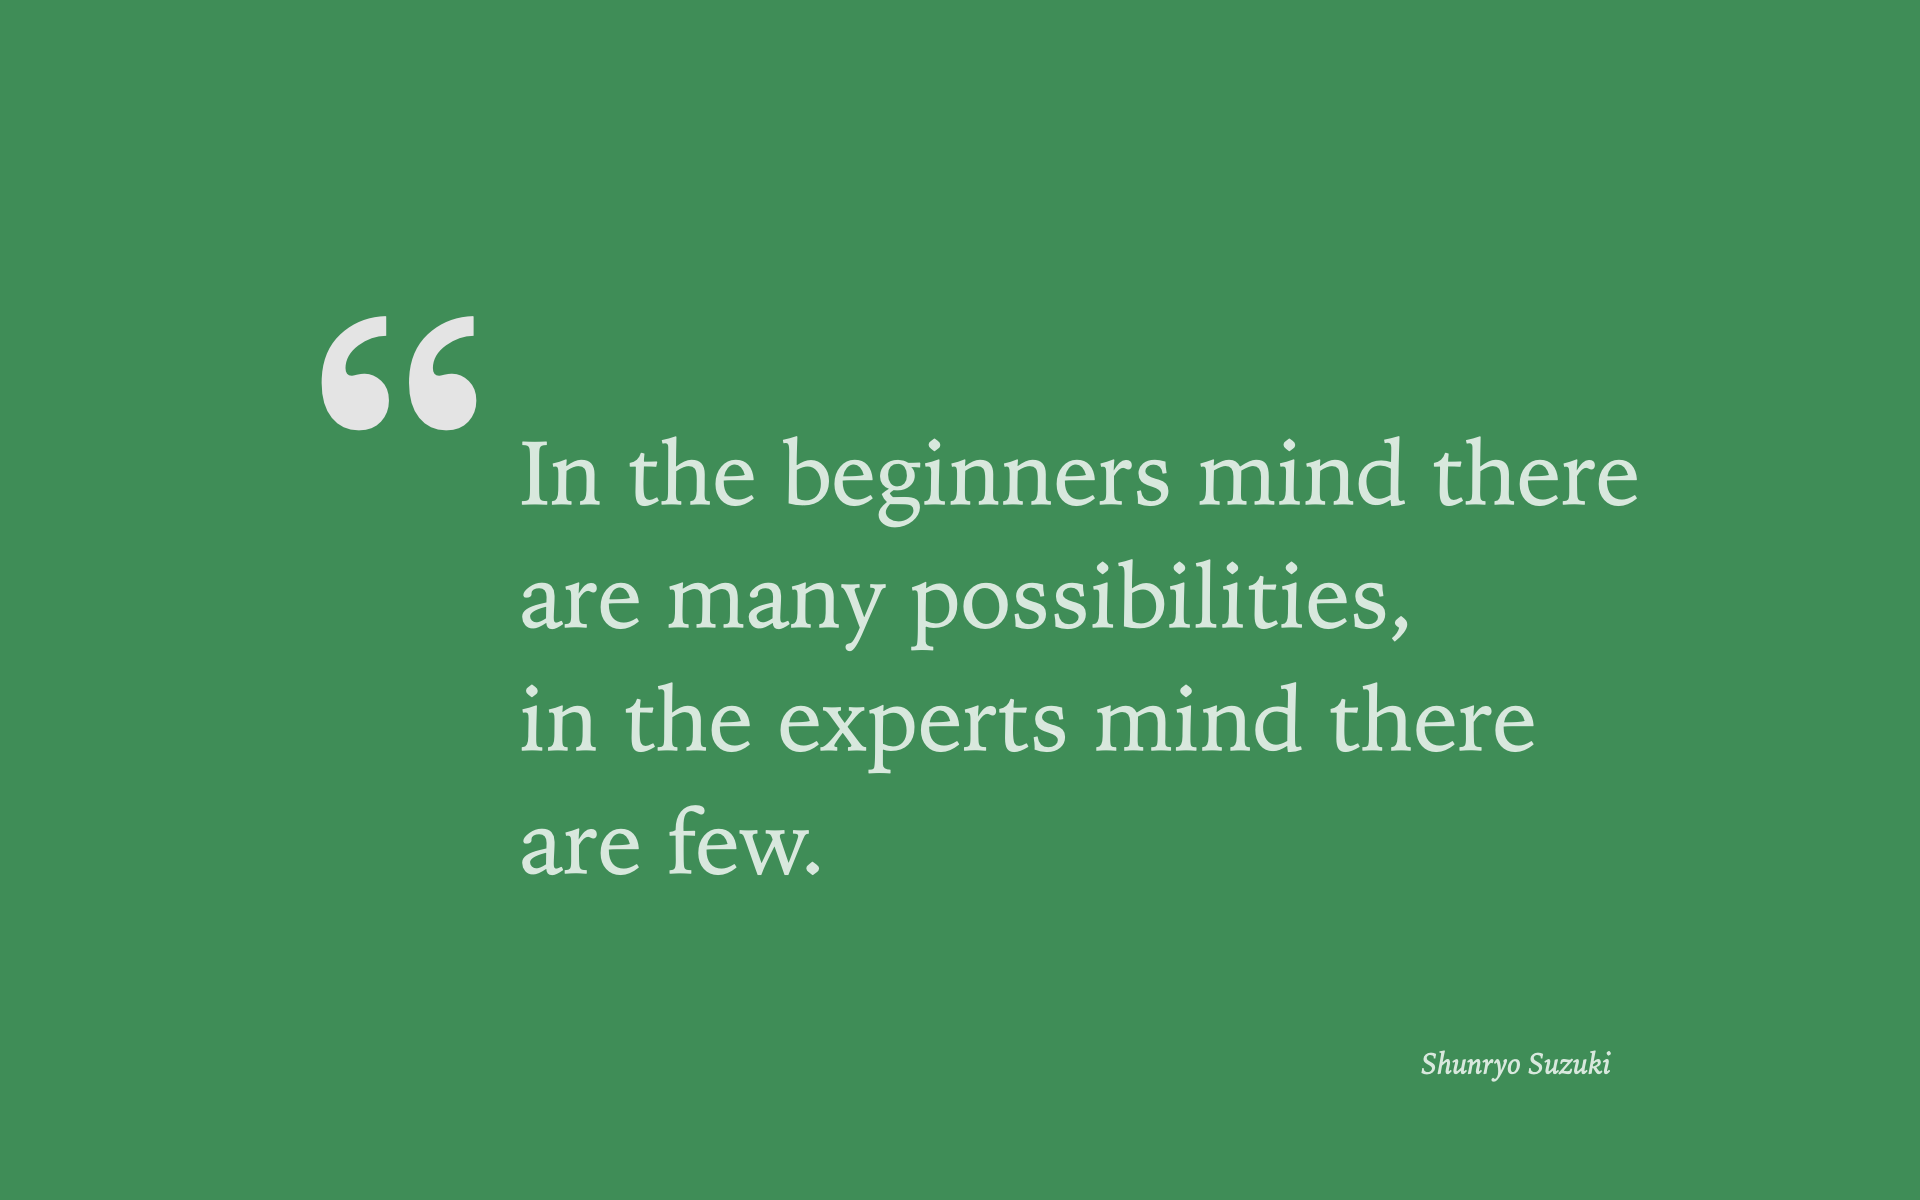 “
In the beginners mind there
are many possibilities,
in the experts mind there
are few.
Shunryo Suzuki